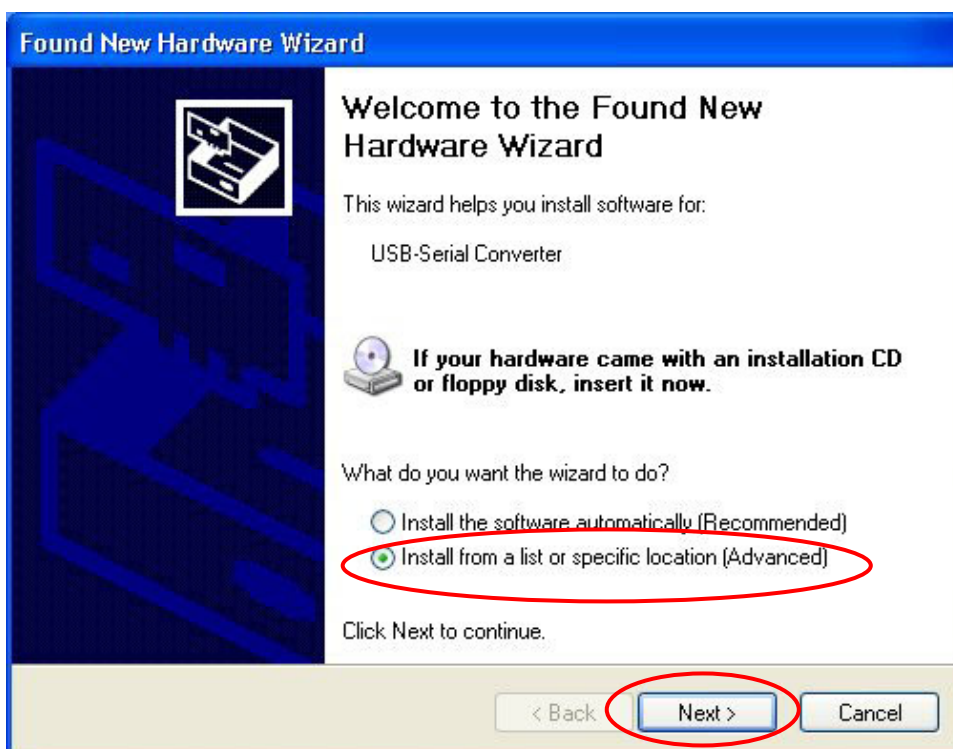 Found New Hardware Wizard
Welcome to the Found New
Hardware Wizard
This wizard helps you install software for:
USB-Serial Converter
If your hardware came with an installation CD
or floppy disk, insert it now.
What do you want the wizard to do?
Install the software automatically (Recommended)
Install from a list or specific location (Advanced)
Click Next to continue.
< Back Next > Cancel